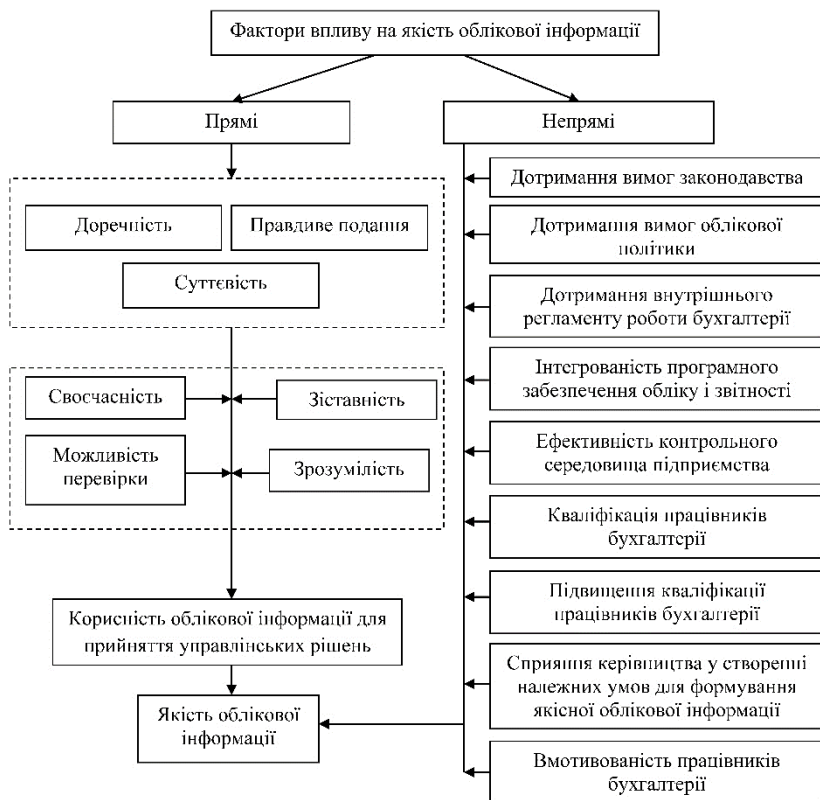 Фактори впливу на якість облікової інформації
Прямі
Непрямі
Доречність
Правдиве подання
Суттєвість
Своєчасність
Зіставність
Можливість
перевірки
Зрозумілість
Корисність облікової інформації для
прийняття управлінських рішень
Якість облікової
інформації
Дотримання вимог законодавства
Дотримання вимог облікової
політики
Дотримання внутрішнього
регламенту роботи бухгалтерії
Інтегрованість програмного
забезпечення обліку і звітності
Ефективність контрольного
середовища підприємства
Кваліфікація працівників
бухгалтерії
Підвищення кваліфікації
працівників бухгалтерії
Сприяння керівництва у створенні
належних умов для формування
якісної облікової інформації
Вмотивованість працівників
бухгалтерії